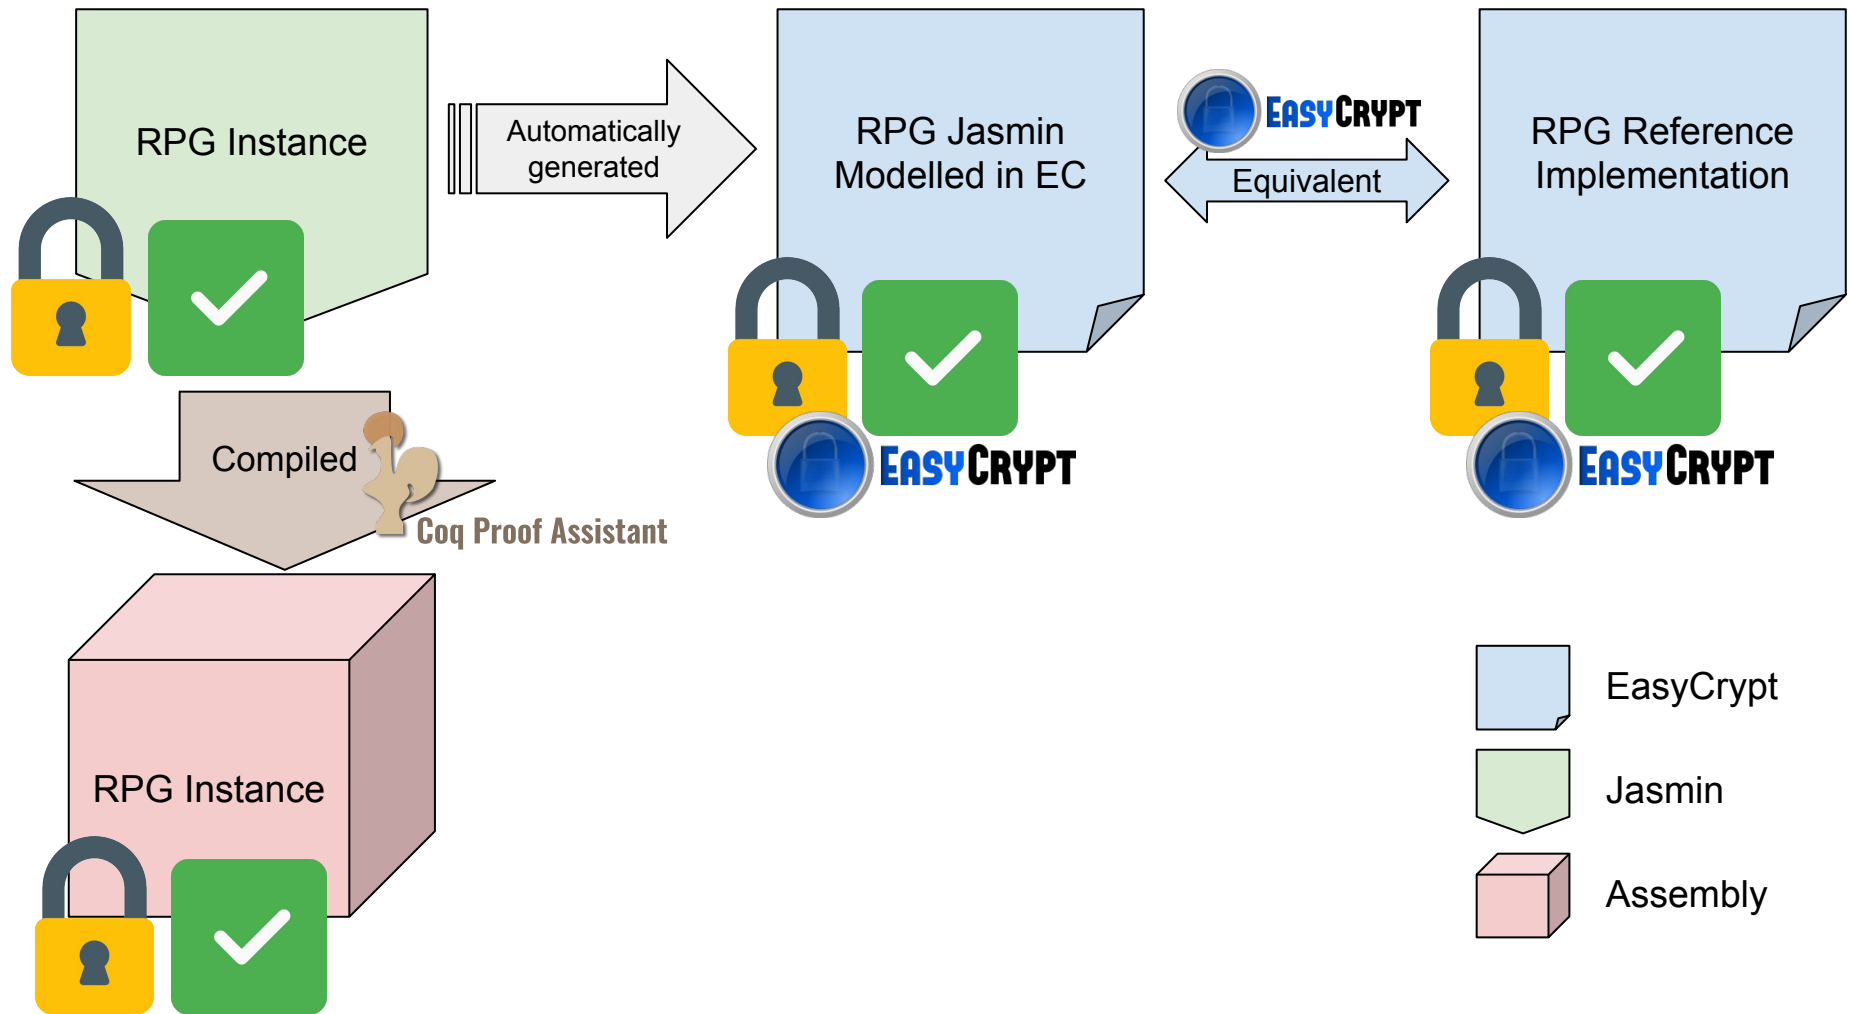 RPG Instance
Automatically
generated
RPG Jasmin
Modelled in EC
EASYCRYPT
Equivalent
RPG Reference
Implementation
EASYCRYPT
EASYCRYPT
Compiled
Coq Proof Assistant
RPG Instance
EasyCrypt
Jasmin
Assembly